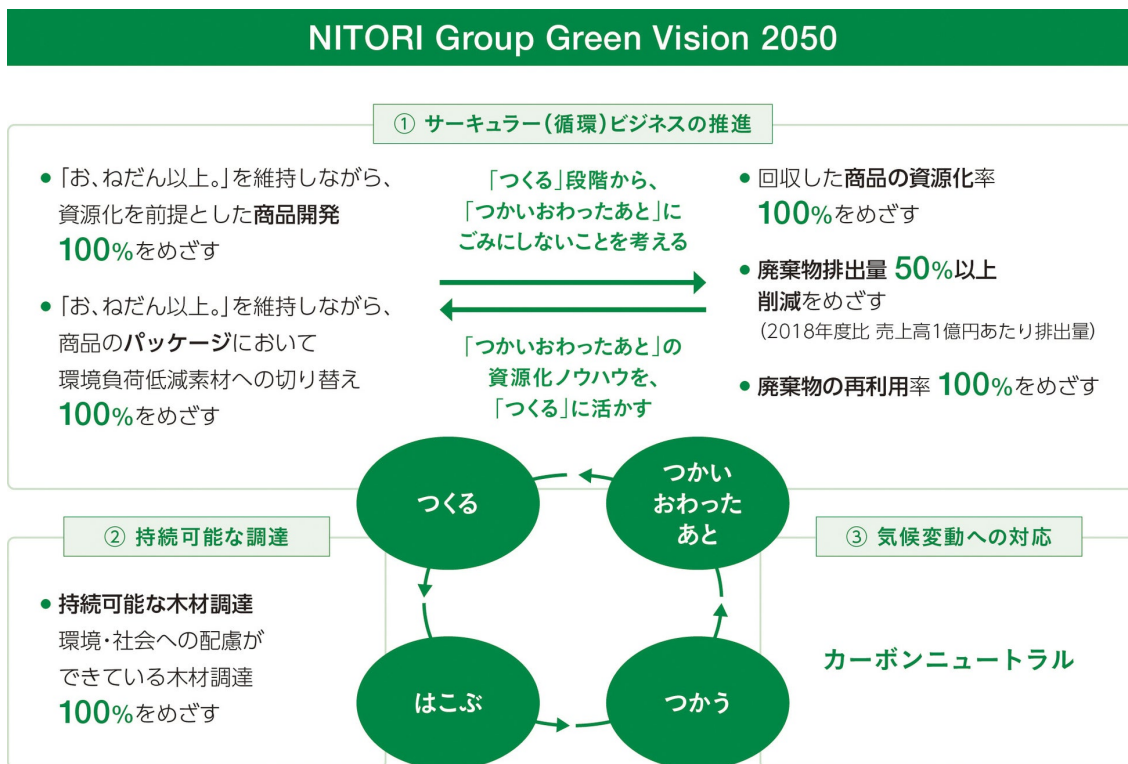 NITORI Group Green Vision 2050
① サーキュラー(循環)ビジネスの推進
●「お、ねだん以上。」を維持しながら、
資源化を前提とした商品開発
100%をめざす
●「お、ねだん以上。」を維持しながら、
商品のパッケージにおいて
環境負荷低減素材への切り替え
100%をめざす
「つくる」段階から、
「つかいおわったあと」に
ごみにしないことを考える
「つかいおわったあと」の
資源化ノウハウを、
「つくる」に活かす
● 回収した商品の資源化率
100%をめざす
● 廃棄物排出量 50%以上
削減をめざす
(2018年度比 売上高1億円あたり排出量)
● 廃棄物の再利用率 100%をめざす
つくる
つかい
おわった
あと
はこぶ
つかう
② 持続可能な調達
● 持続可能な木材調達
環境・社会への配慮が
できている木材調達
100%をめざす
③ 気候変動への対応
カーボンニュートラル